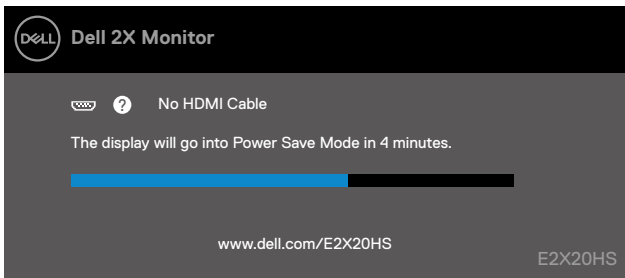 DELL Dell 2X Monitor
? No HDMI Cable
The display will go into Power Save Mode in 4 minutes.
www.dell.com/E2X20HS
E2X20HS